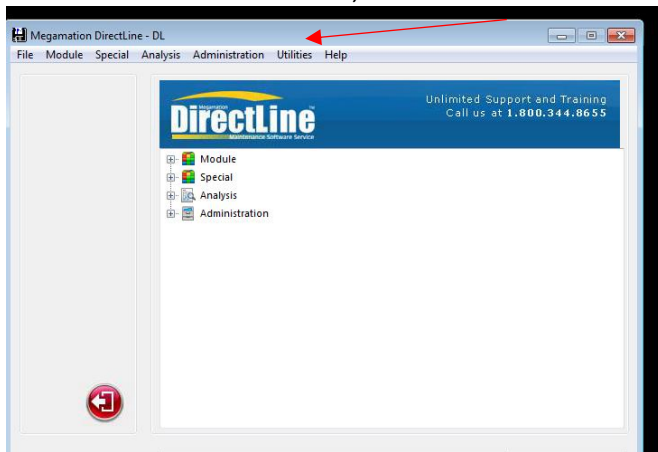 Megamation DirectLine - DL
File Module Special Analysis Administration Utilities Help
Megamation
DirectLine
Maintenance Software Service
Unlimited Support and Training
Call us at 1.800.344.8655
Module
Special
Analysis
Administration